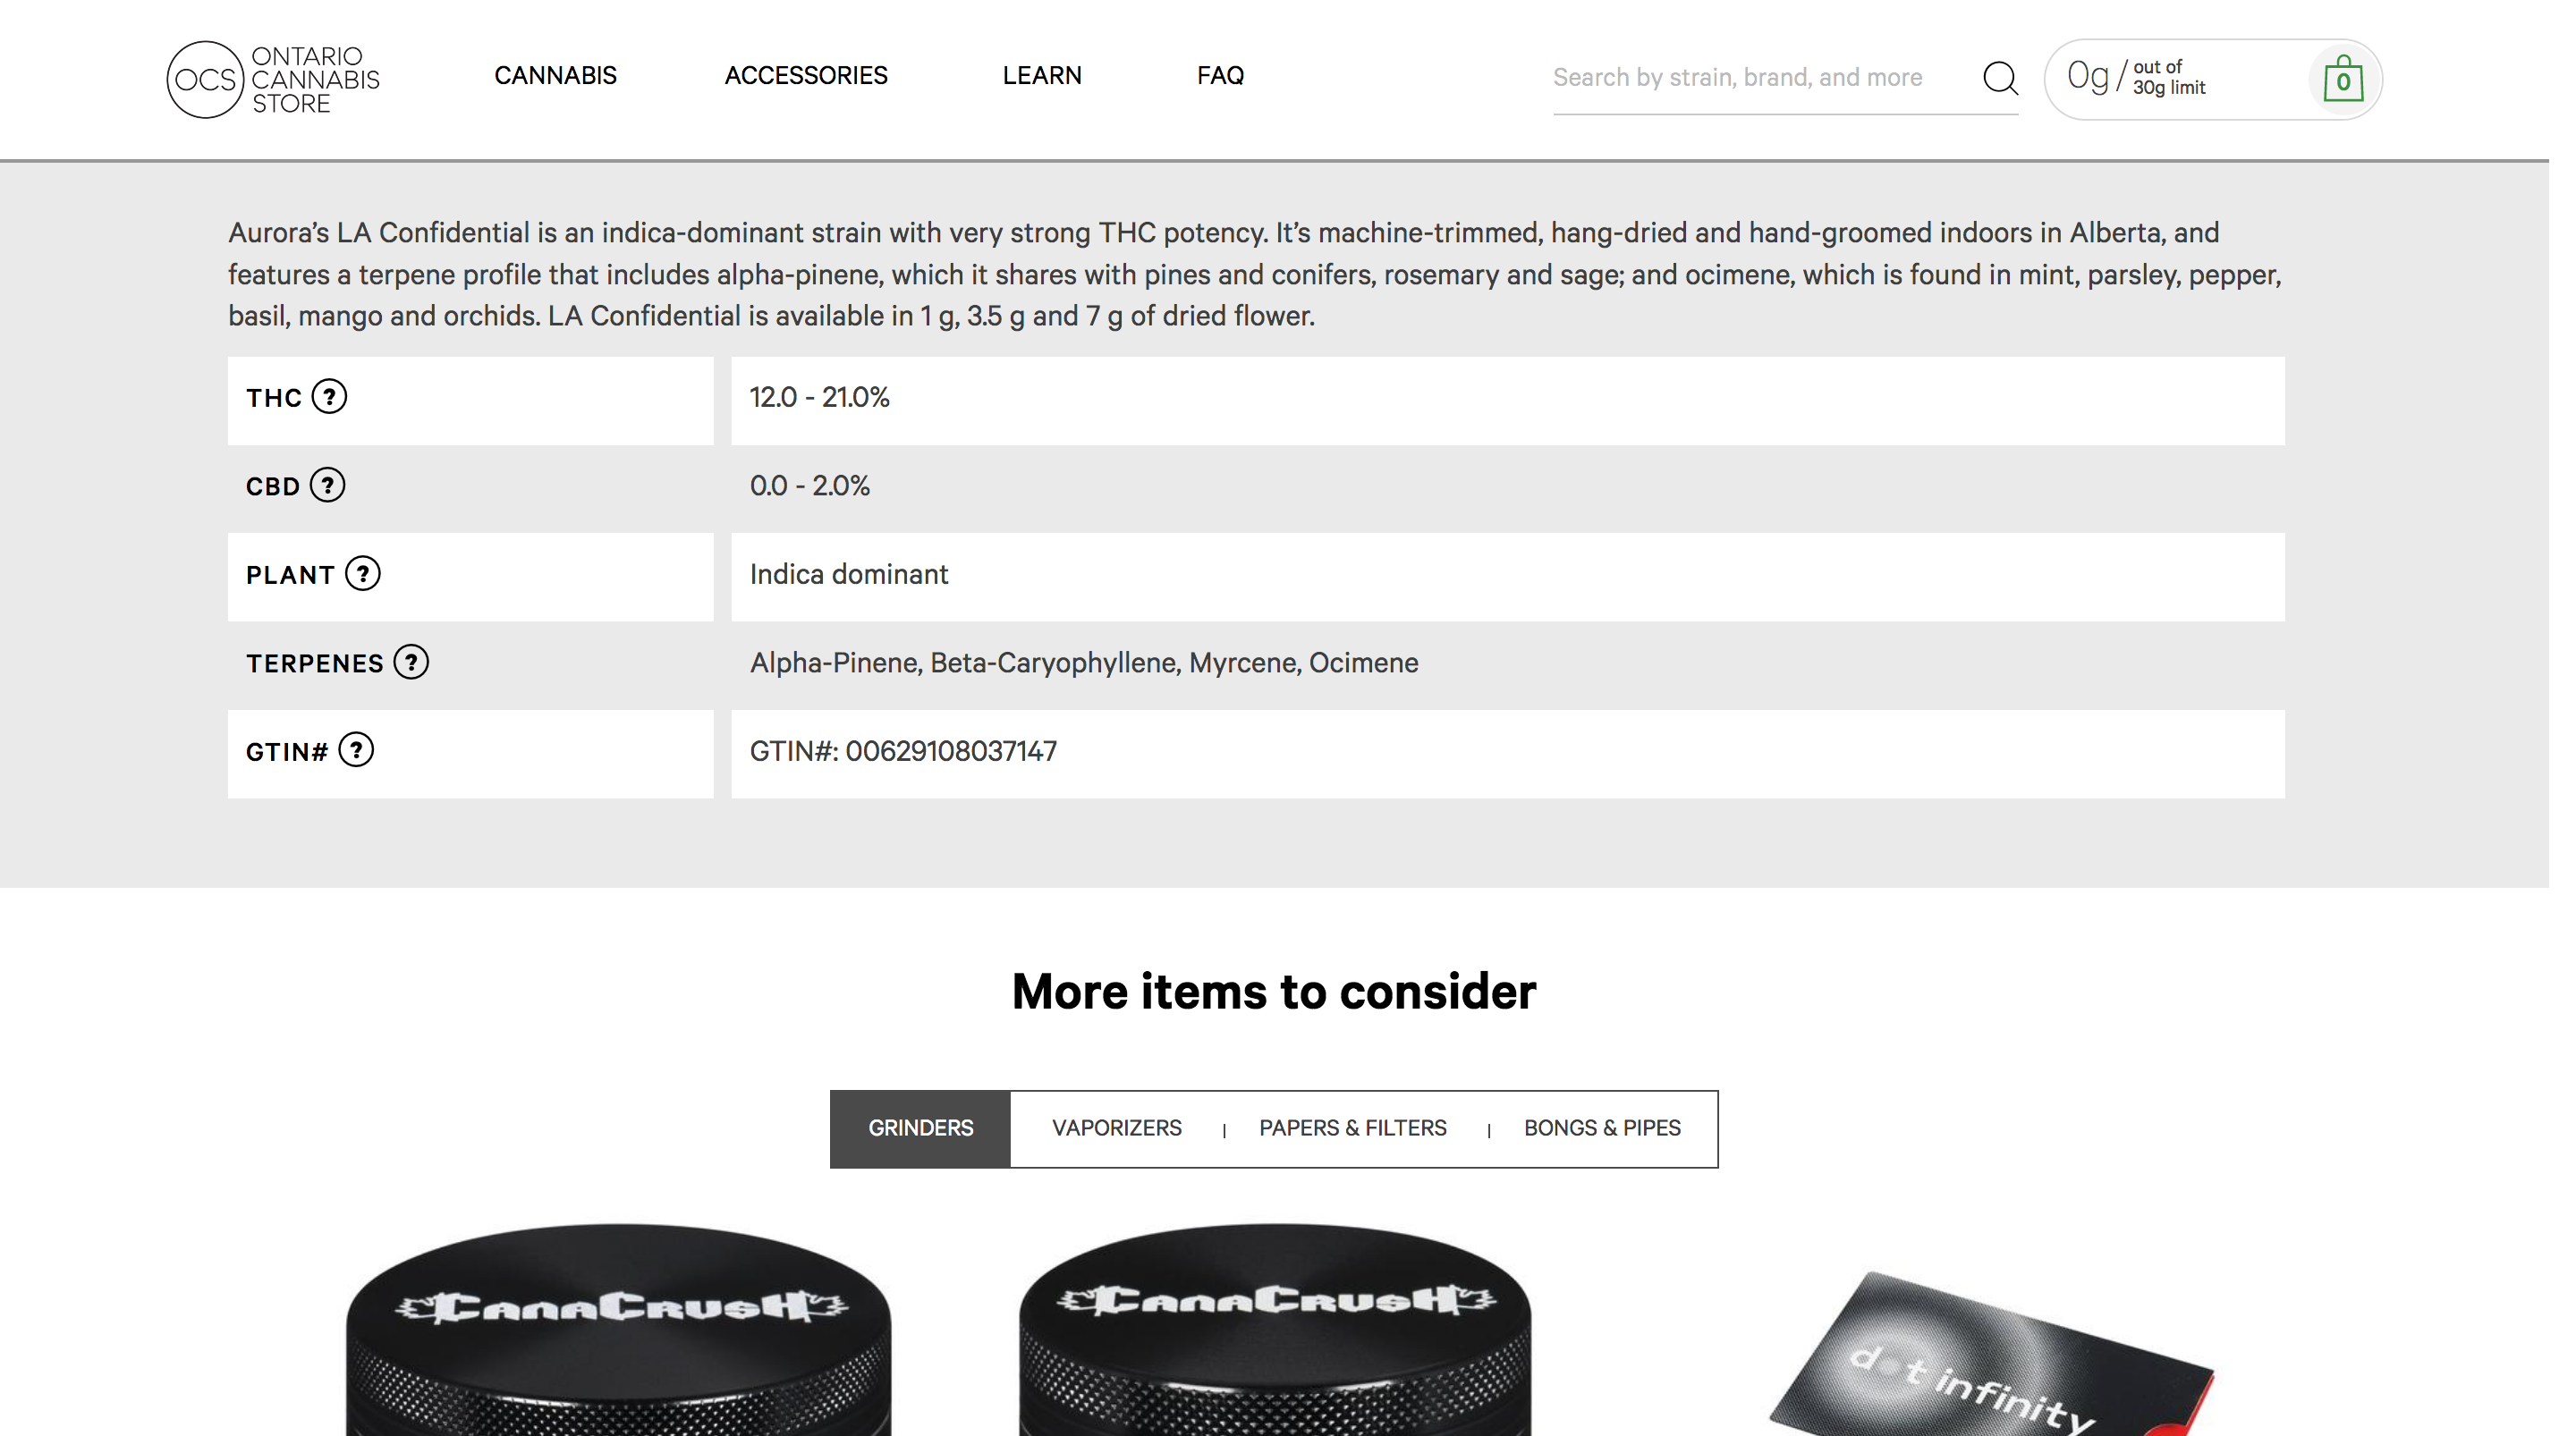 OCS
ONTARIO
CANNABIS
STORE
CANNABIS
ACCESSORIES
LEARN
FAQ
Search by strain, brand, and more
0g / out of
30g limit
0
Aurora’s LA Confidential is an indica-dominant strain with very strong THC potency. It’s machine-trimmed, hang-dried and hand-groomed indoors in Alberta, and
features a terpene profile that includes alpha-pinene, which it shares with pines and conifers, rosemary and sage; and ocimene, which is found in mint, parsley, pepper,
basil, mango and orchids. LA Confidential is available in 1 g, 3.5 g and 7 g of dried flower.
THC ? 12.0 - 21.0%
CBD ? 0.0 - 2.0%
PLANT ? Indica dominant
TERPENES ? Alpha-Pinene, Beta-Caryophyllene, Myrcene, Ocimene
GTIN# ? GTIN#: 00629108037147
More items to consider
GRINDERS VAPORIZERS | PAPERS & FILTERS | BONGS & PIPES
CANACRUSH
CANACRUSH
dot infinity